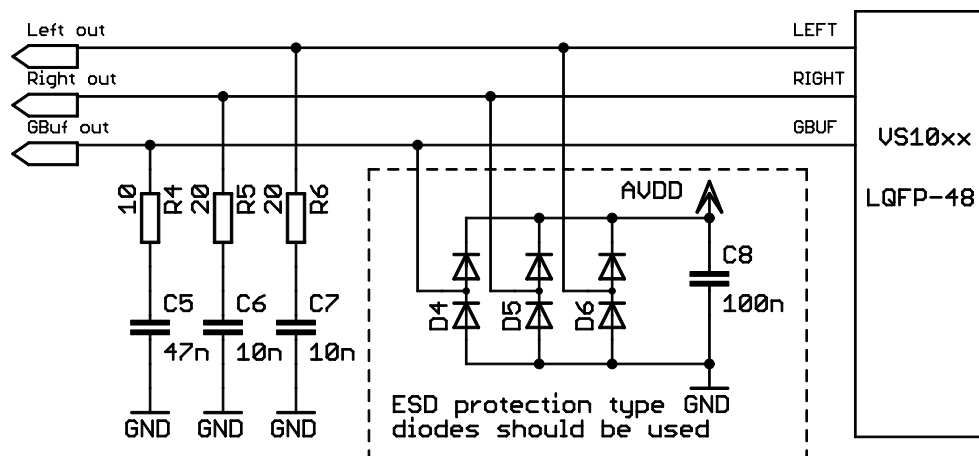 Left out
LEFT
Right out
RIGHT
GBuf out
GBUF
VS10xx
LQFP-48
10
R4
20
R5
20
R6
AVDD
C8
100n
C5
47n
C6
10n
C7
10n
D4
D5
D6
GND
GND
GND
ESD protection type
GND
diodes should be used